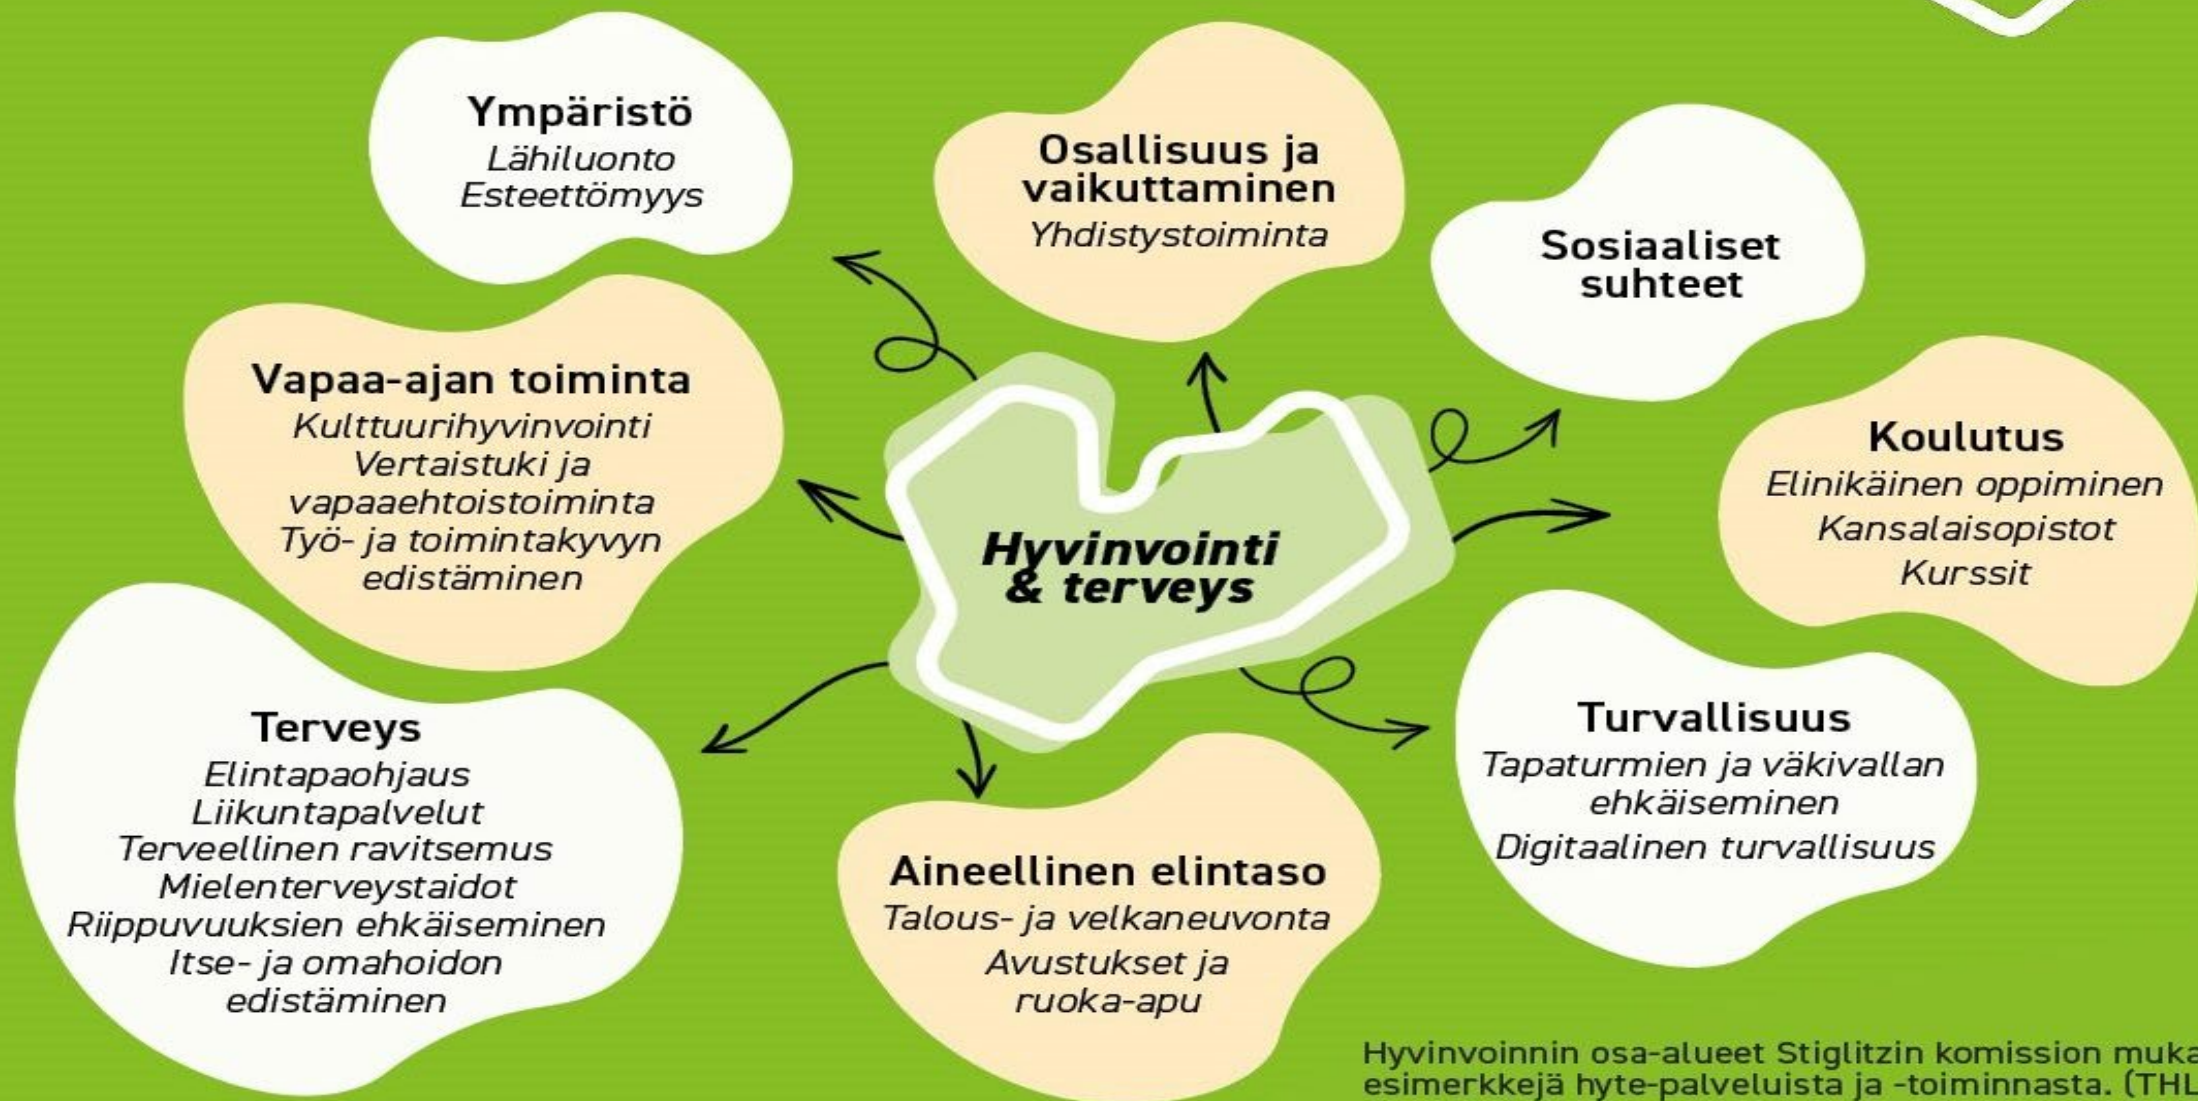 Ympäristö
Lähiluonto
Esteettömyys
Osallisuus ja
vaikuttaminen
Yhdistystoiminta
Sosiaaliset
suhteet
Vapaa-ajan toiminta
Kulttuurihyvinvointi
Vertaistuki ja
vapaaehtoistoiminta
Työ- ja toimintakyvyn
edistäminen
Koulutus
Elinikäinen oppiminen
Kansalaisopistot
Kurssit
Hyvinvointi
& terveys
Terveys
Elintapaohjaus
Liikuntapalvelut
Terveellinen ravitsemus
Mielenterveystaidot
Riippuvuuksien ehkäiseminen
Itse- ja omahoidon
edistäminen
Aineellinen elintaso
Talous- ja velkaneuvonta
Avustukset ja
ruoka-apu
Turvallisuus
Tapaturmien ja väkivallan
ehkäiseminen
Digitaalinen turvallisuus
Hyvinvoinnin osa-alueet Stiglitzin komission muka
esimerkkejä hyte-palveluista ja -toiminnasta. (THL